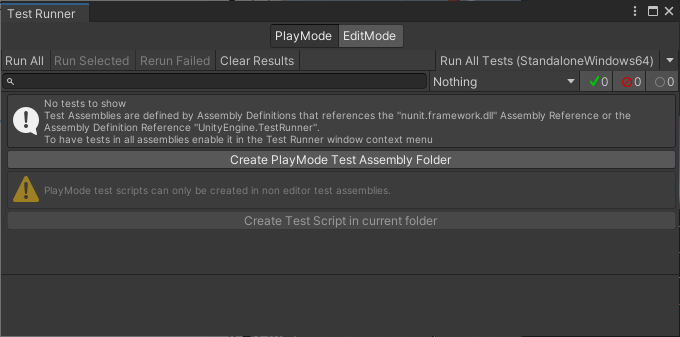 Test Runner
PlayMode EditMode
Run All Run Selected Rerun Failed Clear Results Run All Tests (StandaloneWindows64)
Nothing 0 0 0
No tests to show
Test Assemblies are defined by Assembly Definitions that references the "nunit.framework.dll" Assembly Reference or the
Assembly Definition Reference "UnityEngine.TestRunner".
To have tests in all assemblies enable it in the Test Runner window context menu
Create PlayMode Test Assembly Folder
PlayMode test scripts can only be created in non editor test assemblies.
Create Test Script in current folder